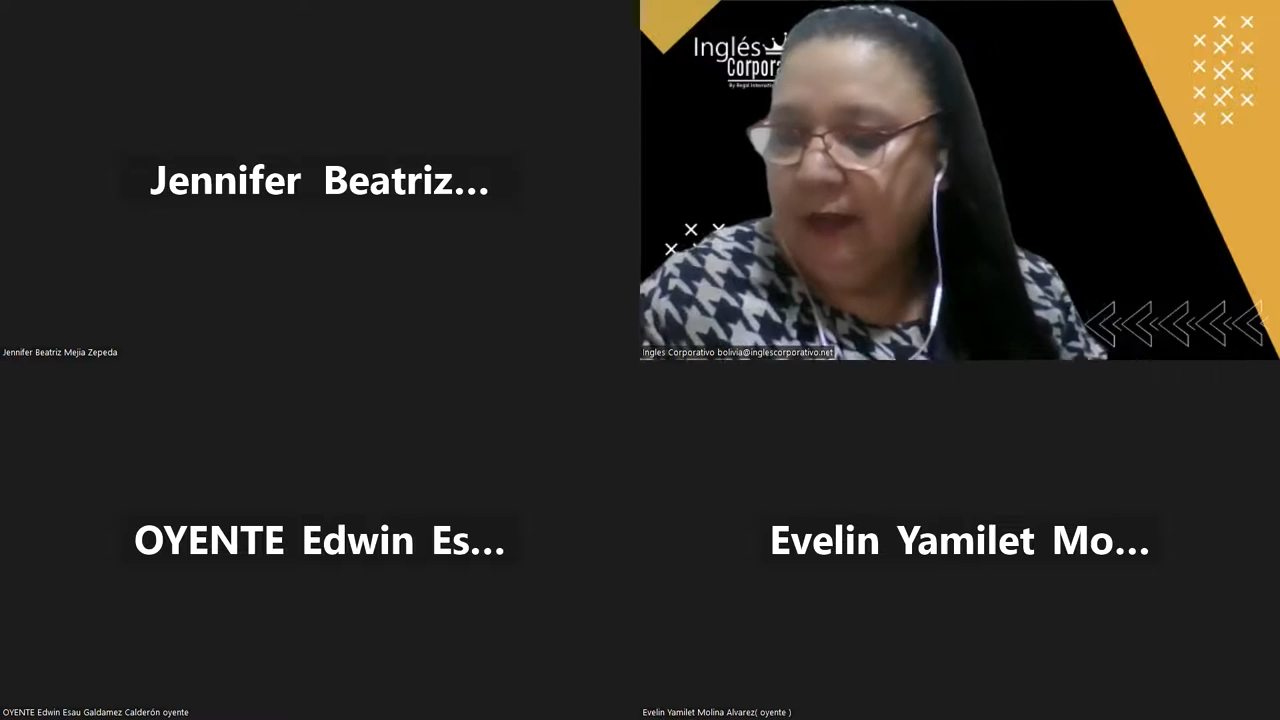 Jennifer Beatriz...
Jennifer Beatriz Mejia Zepeda
Inglés
Corpora
Ingles Corporativo bolivia@inglescorporativo.net
OYENTE Edwin Es...
OYENTE Edwin Esau Galdamez Calderón oyente
Evelin Yamilet Mo...
Evelin Yamilet Molina Alvarez( oyente )